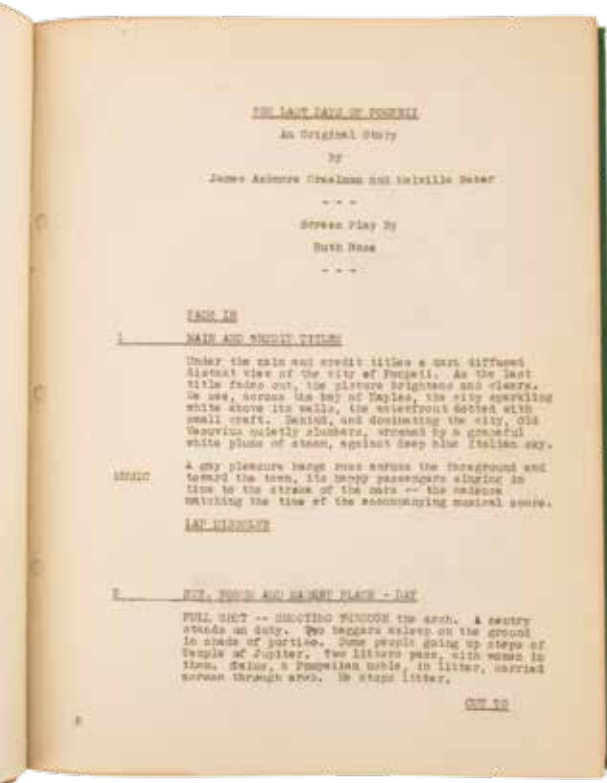 THE LAST DAYS OF POMPEII
An Original Story
by
James Ashmore Creelman and Melville Baker
- - -
Screen Play By
Ruth Rose
- - -
FADE IN
1 MAIN AND CREDIT TITLES
Under the main and credit titles a dark diffused
distant view of the city of Pompeii. As the last
title fades out, the picture brightens and clears.
We see, across the bay of Naples, the city sparkling
white above its walls, the waterfront dotted with
small craft. Behind, and dominating the city, Old
Vesuvius quietly slumbers, crowned by a graceful
white plume of steam, against deep blue Italian sky.
MUSIC A gay pleasure barge runs across the foreground and
toward the town, its happy passengers singing in
time to the stroke of the oars -- the cadence
matching the time of the accompanying musical score.
LAP DISSOLVE
2 EXT. FORUM AND MARKET PLACE - DAY
FULL SHOT -- SHOOTING THROUGH the arch. A sentry
stands on duty. Two beggars asleep on the ground
in shade of portico. Some people going up steps of
Temple of Jupiter. Two litters pass, with women in
them. Gaius, a Pompeiian noble, in litter, carried
across through arch. He stops litter.
CUT TO